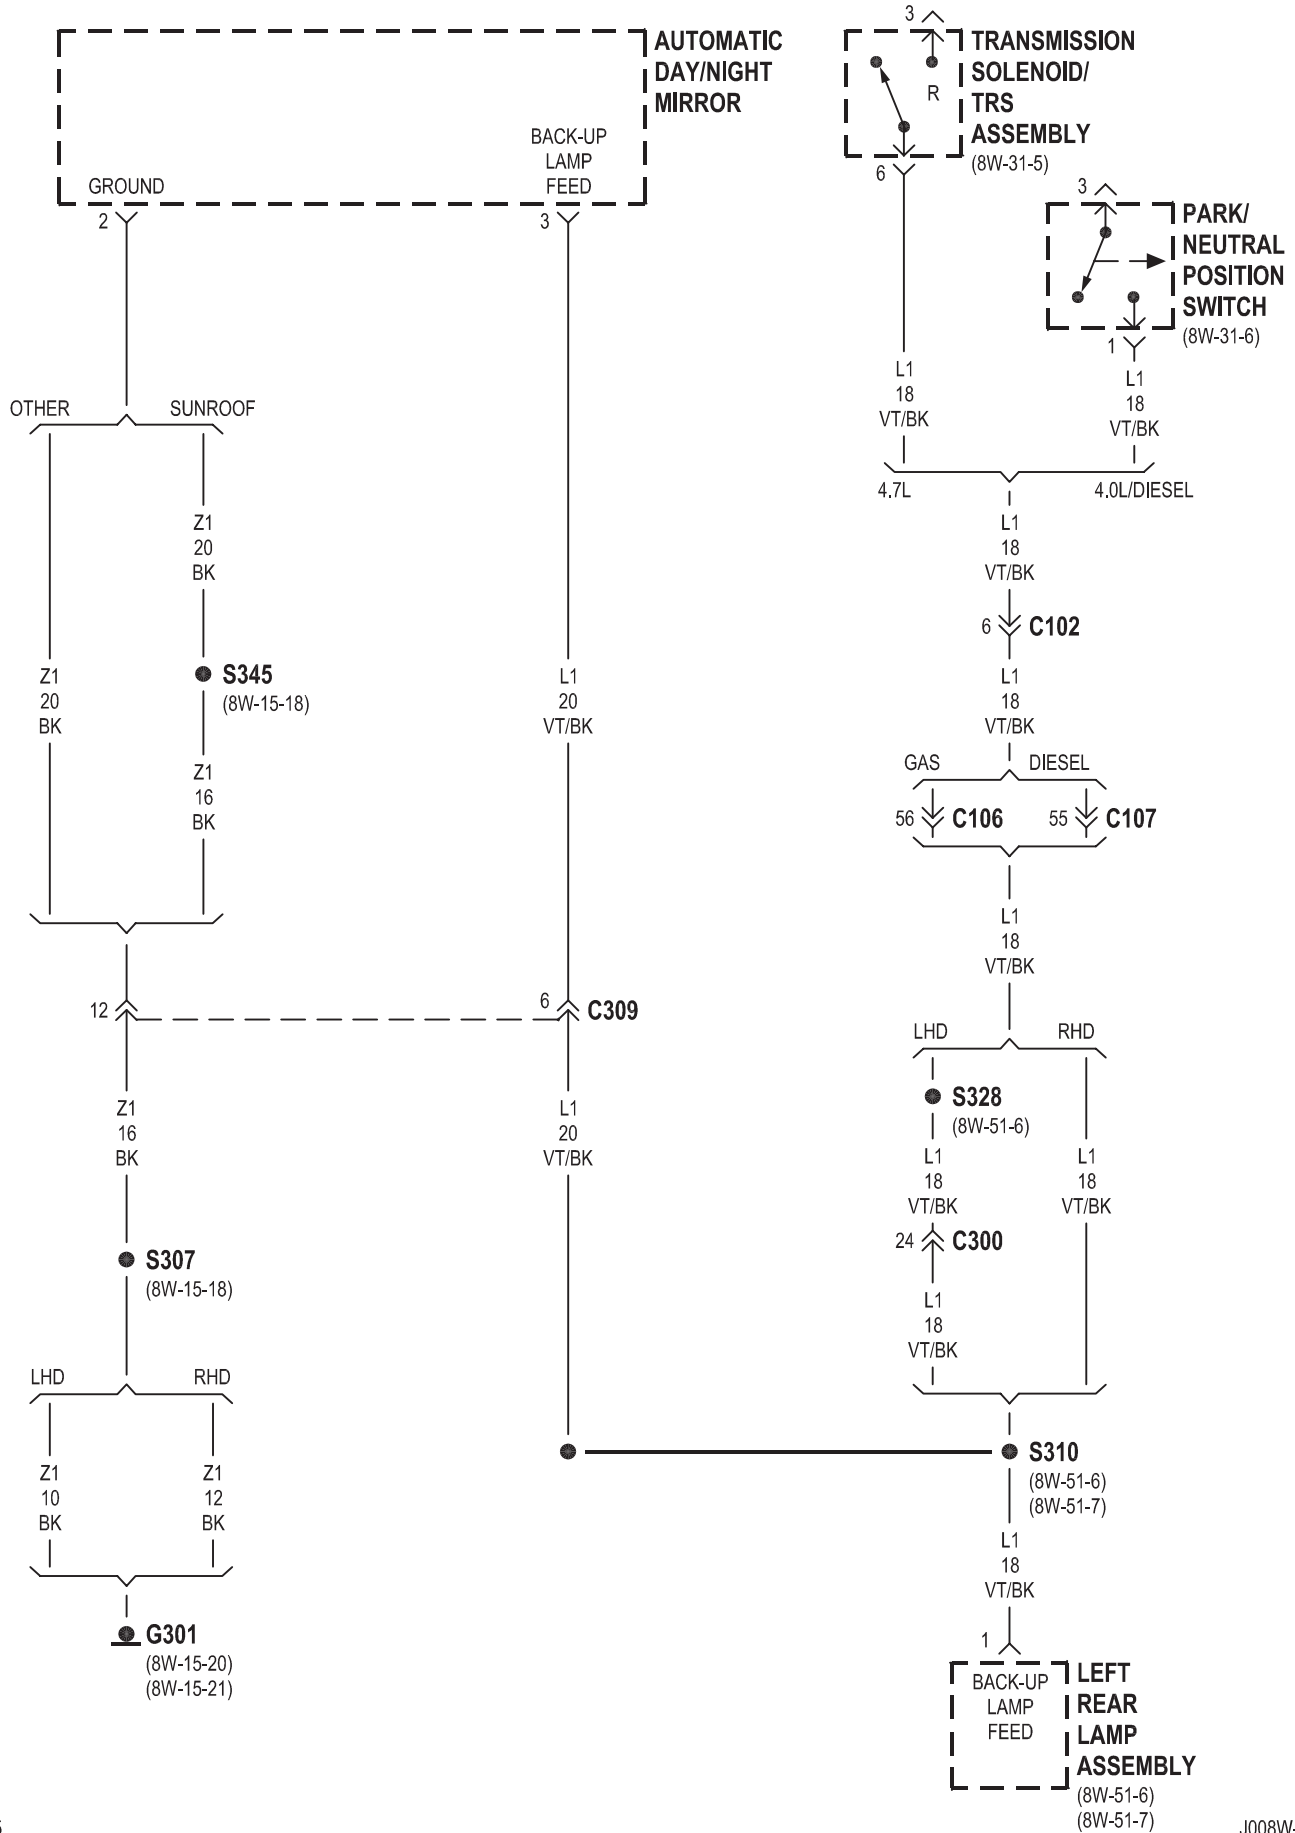 AUTOMATIC
DAY/NIGHT
MIRROR
BACK-UP
LAMP
FEED
GROUND
2
3
3
TRANSMISSION
SOLENOID/
TRS
ASSEMBLY
(8W-31-5)
R
6
3
PARK/
NEUTRAL
POSITION
SWITCH
(8W-31-6)
1
L1
18
VT/BK
L1
18
VT/BK
4.7L
4.0L/DIESEL
OTHER
SUNROOF
Z1
20
BK
S345
(8W-15-18)
Z1
20
BK
Z1
16
BK
L1
20
VT/BK
L1
18
VT/BK
6
C102
L1
18
VT/BK
GAS
DIESEL
56
C106
55
C107
L1
18
VT/BK
12
6
C309
LHD
RHD
S328
(8W-51-6)
Z1
16
BK
L1
20
VT/BK
L1
18
VT/BK
L1
18
VT/BK
24
C300
L1
18
VT/BK
S307
(8W-15-18)
LHD
RHD
Z1
10
BK
Z1
12
BK
S310
(8W-51-6)
(8W-51-7)
L1
18
VT/BK
G301
(8W-15-20)
(8W-15-21)
1
BACK-UP
LAMP
FEED
LEFT
REAR
LAMP
ASSEMBLY
(8W-51-6)
(8W-51-7)
J008W-